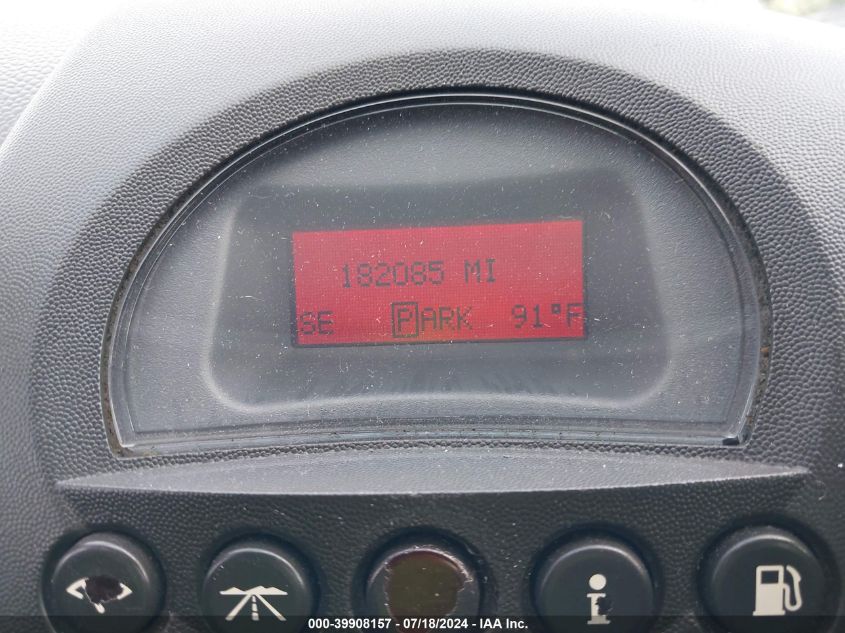 182085 MI
SE PARK 91°F
000-39908157 - 07/18/2024 - IAA Inc.